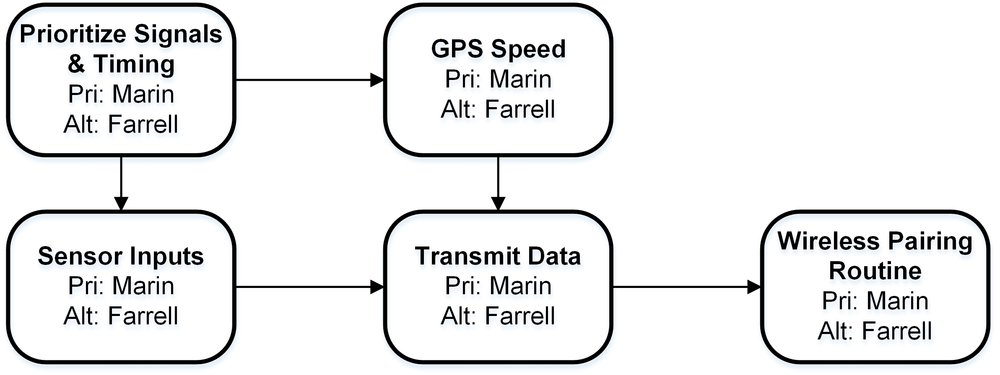 Prioritize Signals
& Timing
Pri: Marin
Alt: Farrell
GPS Speed
Pri: Marin
Alt: Farrell
Sensor Inputs
Pri: Marin
Alt: Farrell
Transmit Data
Pri: Marin
Alt: Farrell
Wireless Pairing
Routine
Pri: Marin
Alt: Farrell